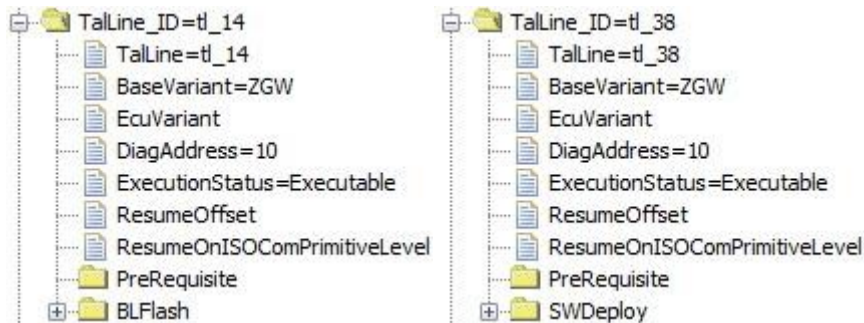 TalLine_ID=tl_14
TalLine=tl_14
BaseVariant=ZGW
EcuVariant
DiagAddress=10
ExecutionStatus=Executable
ResumeOffset
ResumeOnISOComPrimitiveLevel
PreRequisite
BLFlash
TalLine_ID=tl_38
TalLine=tl_38
BaseVariant=ZGW
EcuVariant
DiagAddress=10
ExecutionStatus=Executable
ResumeOffset
ResumeOnISOComPrimitiveLevel
PreRequisite
SWDeploy